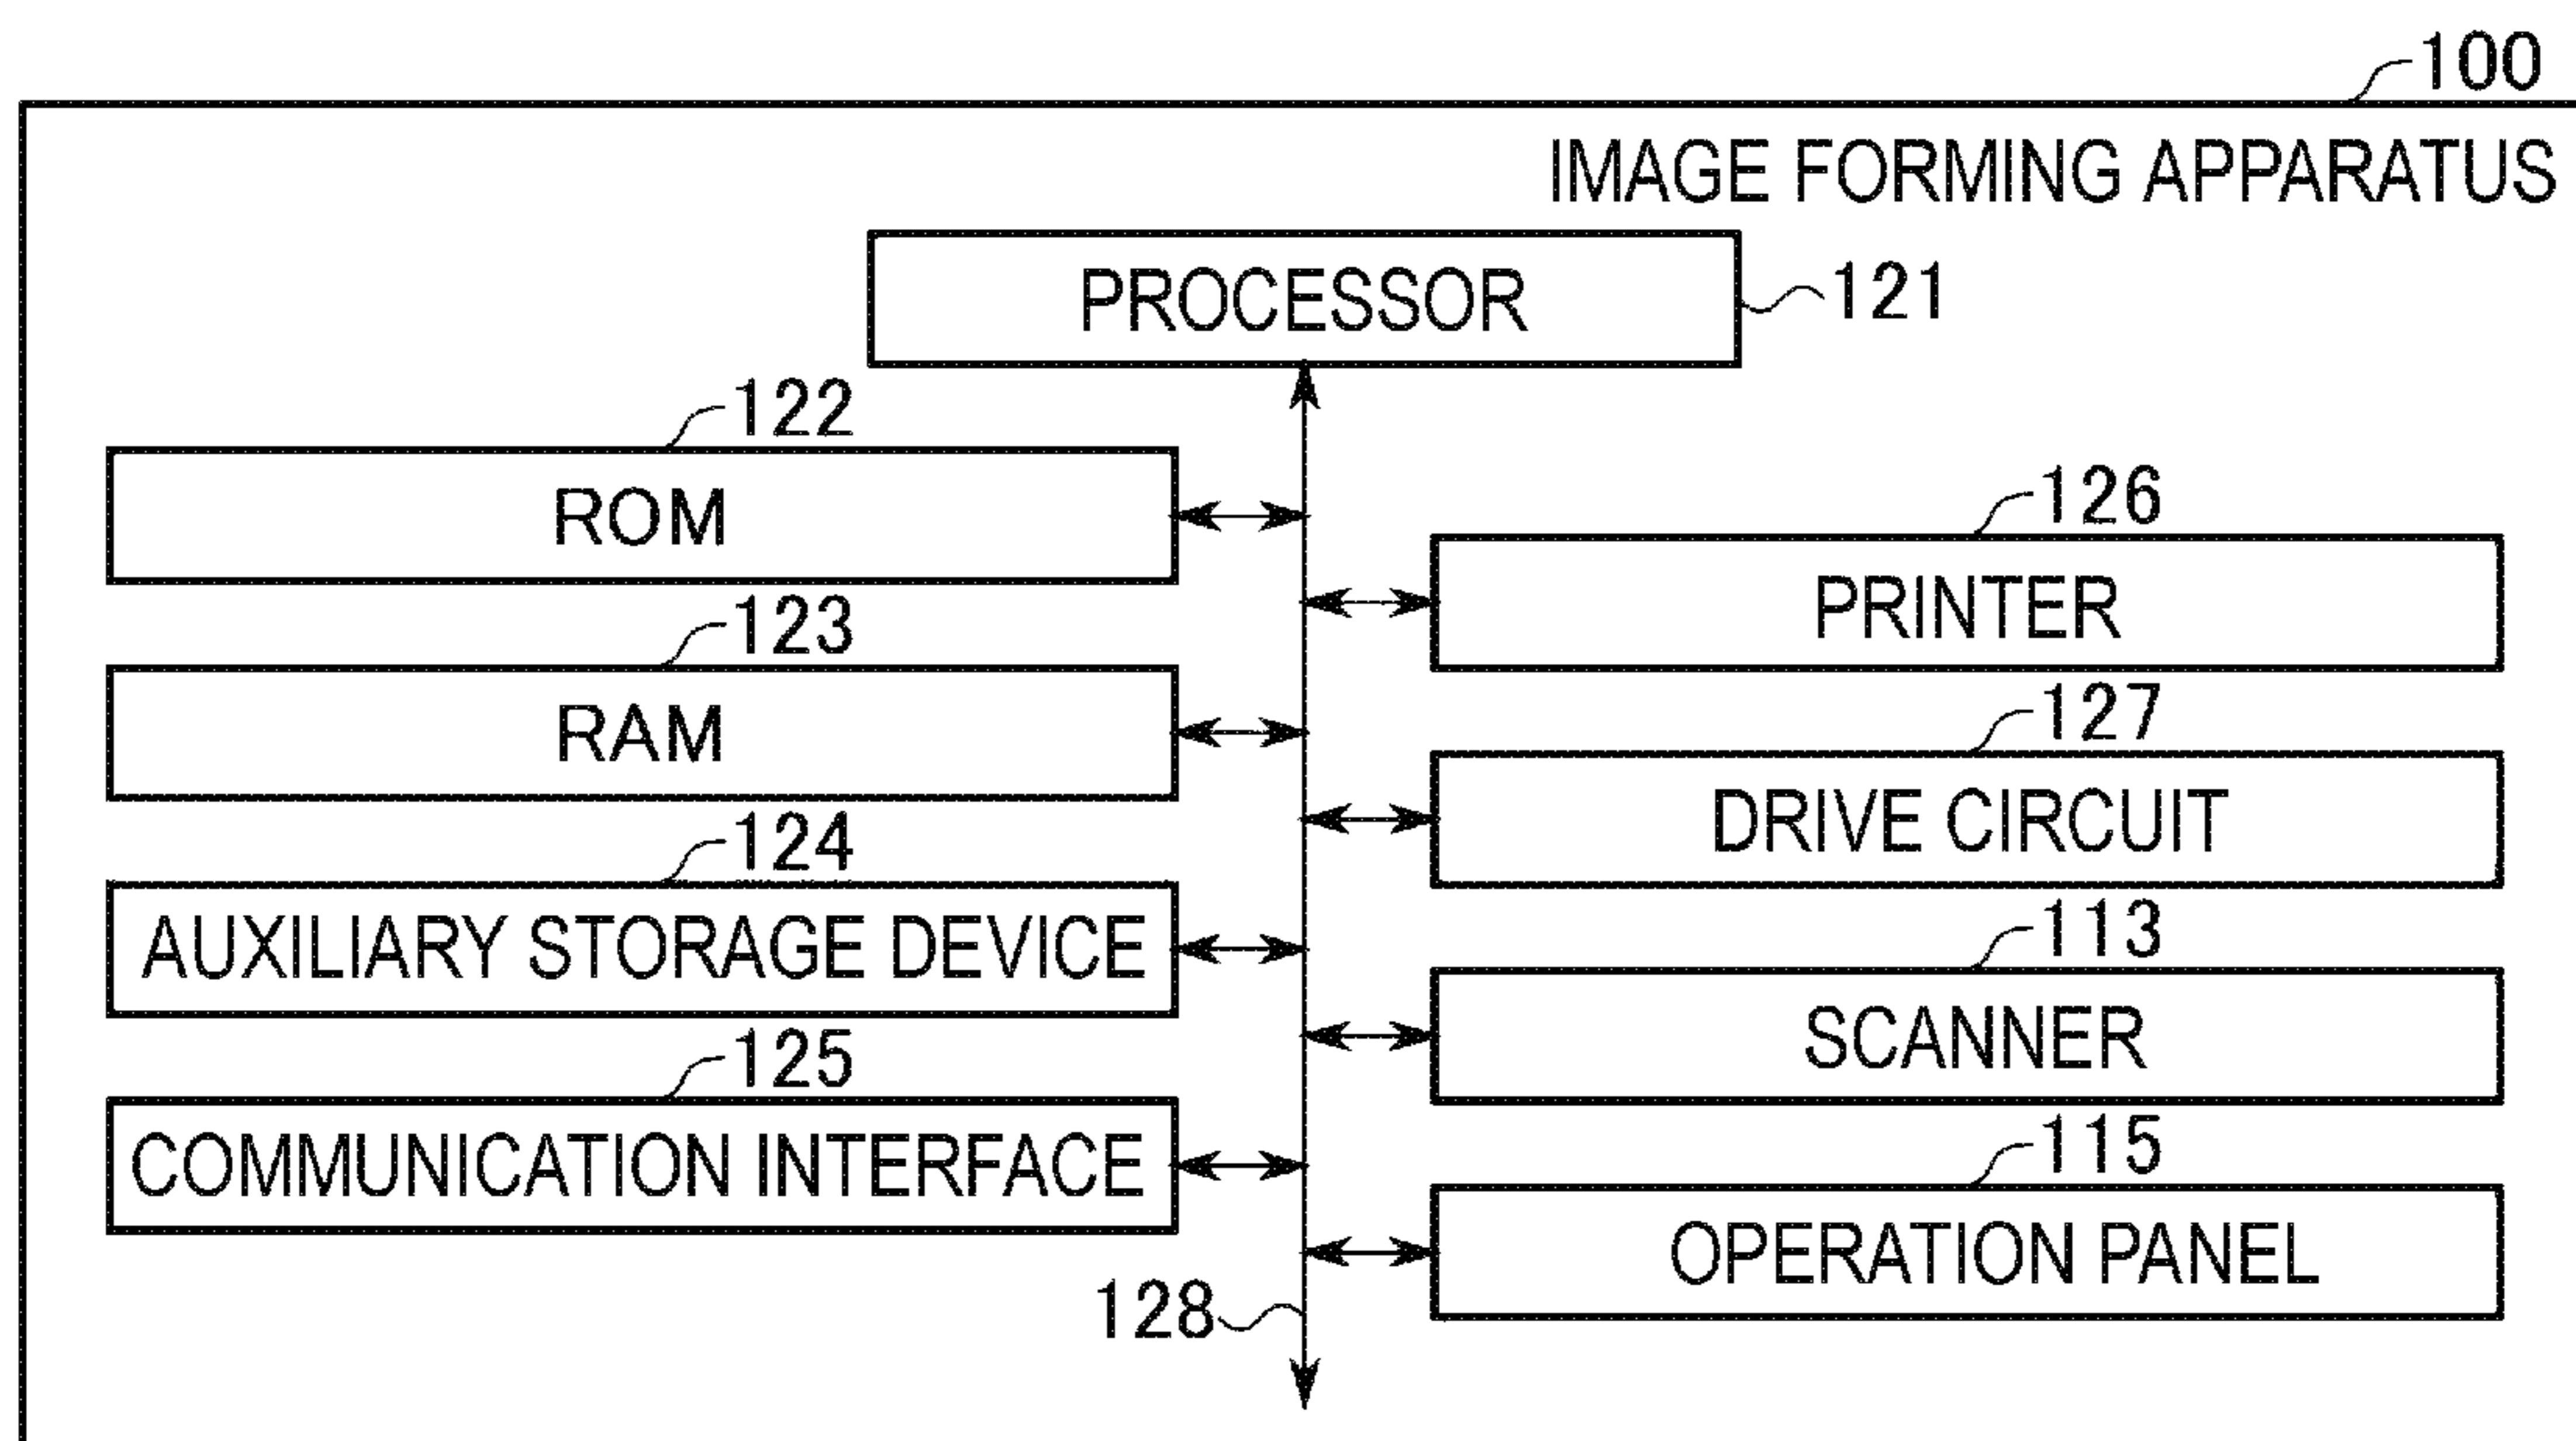 100
IMAGE FORMING APPARATUS
PROCESSOR
121
122
ROM
123
RAM
124
AUXILIARY STORAGE DEVICE
125
COMMUNICATION INTERFACE
126
PRINTER
127
DRIVE CIRCUIT
113
SCANNER
115
OPERATION PANEL
128